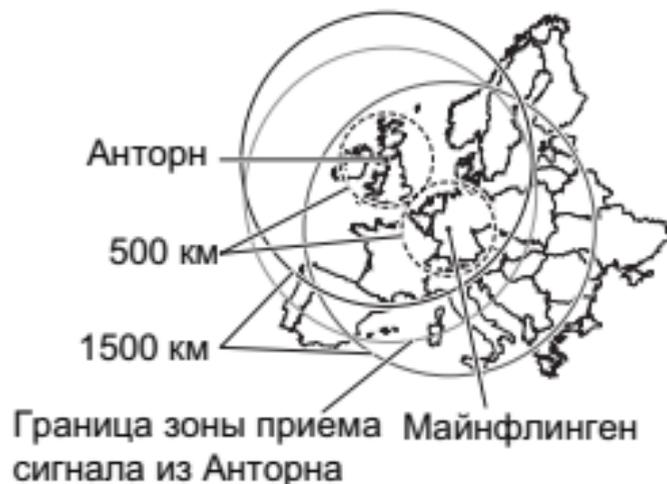 Анторн
500 км
1500 км
Граница зоны приема
сигнала из Анторна
Майнфлинген